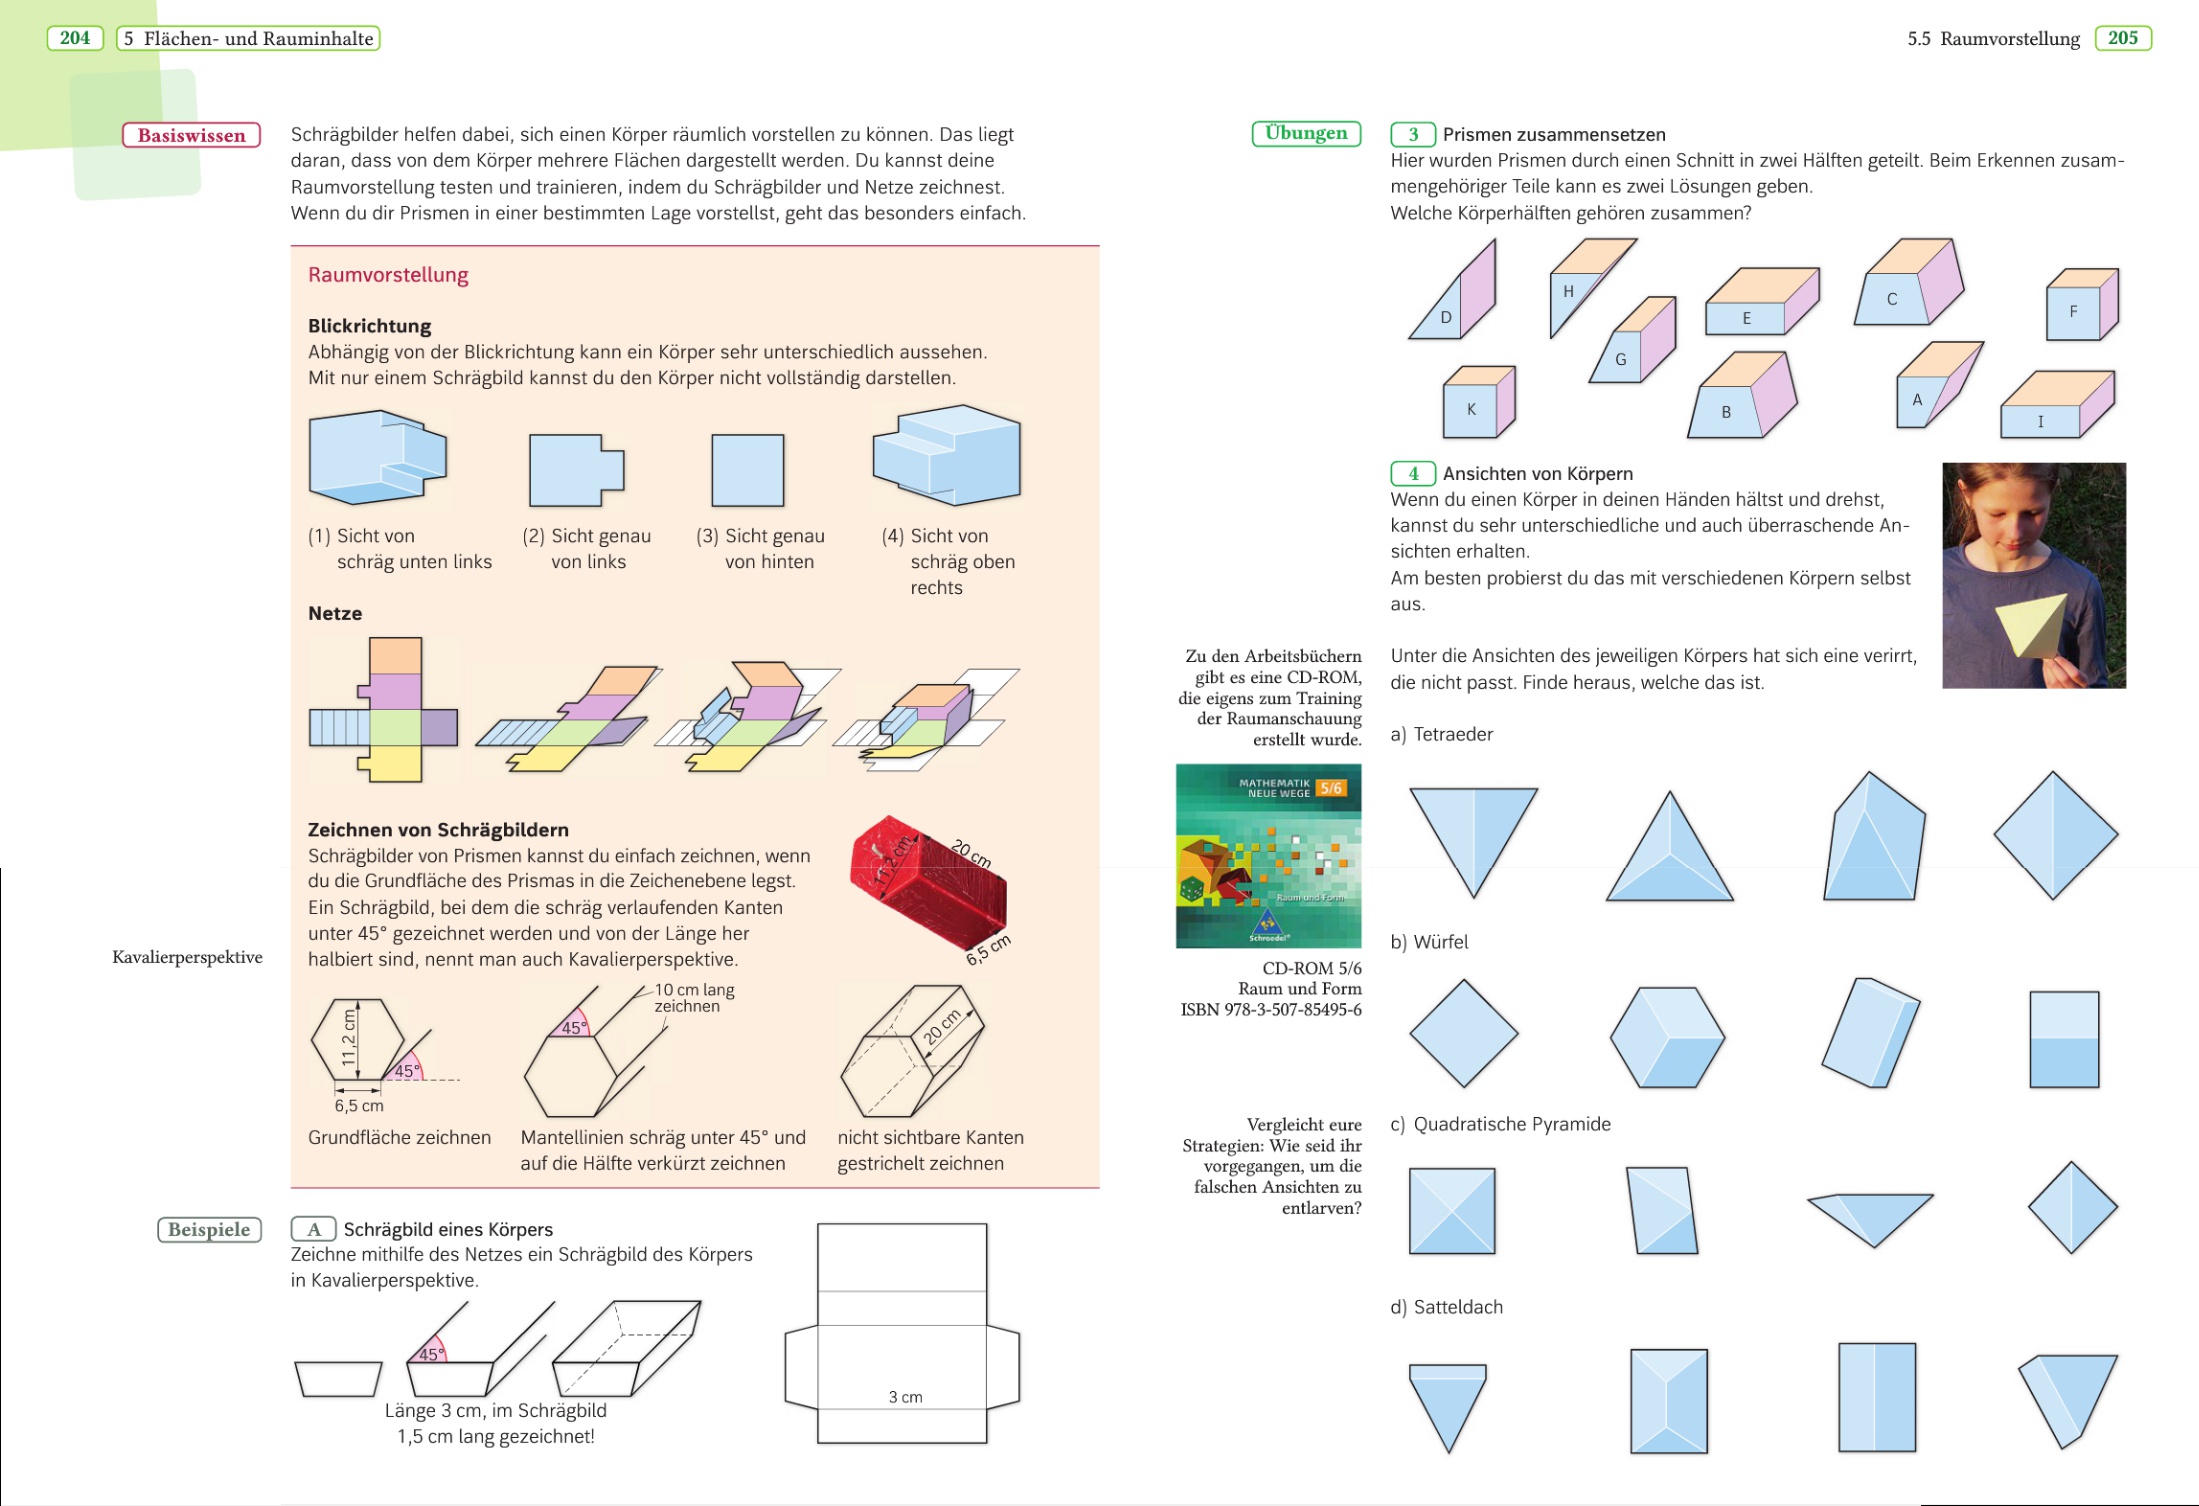 204
5 Flächen- und Rauminhalte
Basiswissen
Schrägbilder helfen dabei, sich einen Körper räumlich vorstellen zu können. Das liegt
daran, dass von dem Körper mehrere Flächen dargestellt werden. Du kannst deine
Raumvorstellung testen und trainieren, indem du Schrägbilder und Netze zeichnest.
Wenn du dir Prismen in einer bestimmten Lage vorstellst, geht das besonders einfach.
Raumvorstellung
Blickrichtung
Abhängig von der Blickrichtung kann ein Körper sehr unterschiedlich aussehen.
Mit nur einem Schrägbild kannst du den Körper nicht vollständig darstellen.
(1) Sicht von
schräg unten links
(2) Sicht genau
von links
(3) Sicht genau
von hinten
(4) Sicht von
schräg oben
rechts
Netze
Zeichnen von Schrägbildern
Schrägbilder von Prismen kannst du einfach zeichnen, wenn
du die Grundfläche des Prismas in die Zeichenebene legst.
Ein Schrägbild, bei dem die schräg verlaufenden Kanten
unter 45° gezeichnet werden und von der Länge her
halbiert sind, nennt man auch Kavalierperspektive.
11,2 cm
20 cm
6,5 cm
Kavalierperspektive
11,2 cm
45°
6,5 cm
Grundfläche zeichnen
45°
10 cm lang
zeichnen
Mantellinien schräg unter 45° und
auf die Hälfte verkürzt zeichnen
20 cm
nicht sichtbare Kanten
gestrichelt zeichnen
Beispiele
A Schrägbild eines Körpers
Zeichne mithilfe des Netzes ein Schrägbild des Körpers
in Kavalierperspektive.
45°
Länge 3 cm, im Schrägbild
1,5 cm lang gezeichnet!
3 cm
5.5 Raumvorstellung
205
Übungen
3 Prismen zusammensetzen
Hier wurden Prismen durch einen Schnitt in zwei Hälften geteilt. Beim Erkennen zusam-
mengehöriger Teile kann es zwei Lösungen geben.
Welche Körperhälften gehören zusammen?
D
H
G
E
C
F
K
B
A
I
4 Ansichten von Körpern
Wenn du einen Körper in deinen Händen hältst und drehst,
kannst du sehr unterschiedliche und auch überraschende An-
sichten erhalten.
Am besten probierst du das mit verschiedenen Körpern selbst
aus.
Unter die Ansichten des jeweiligen Körpers hat sich eine verirrt,
die nicht passt. Finde heraus, welche das ist.
Zu den Arbeitsbüchern
gibt es eine CD-ROM,
die eigens zum Training
der Raumanschauung
erstellt wurde.
MATHEMATIK
NEUE WEGE 5/6
Raum und Form
Schroedel®
CD-ROM 5/6
Raum und Form
ISBN 978-3-507-85495-6
a) Tetraeder
b) Würfel
Vergleicht eure
Strategien: Wie seid ihr
vorgegangen, um die
falschen Ansichten zu
entlarven?
c) Quadratische Pyramide
d) Satteldach